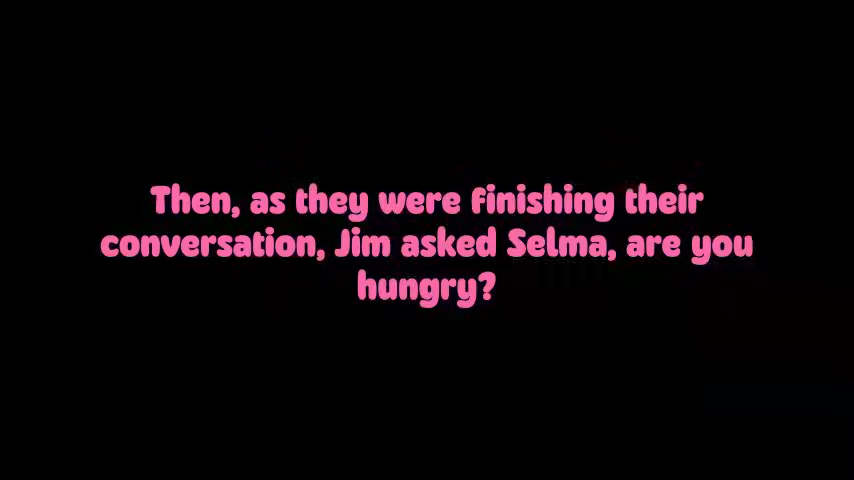 Then, as they were finishing their
conversation, Jim asked Selma, are you
hungry?